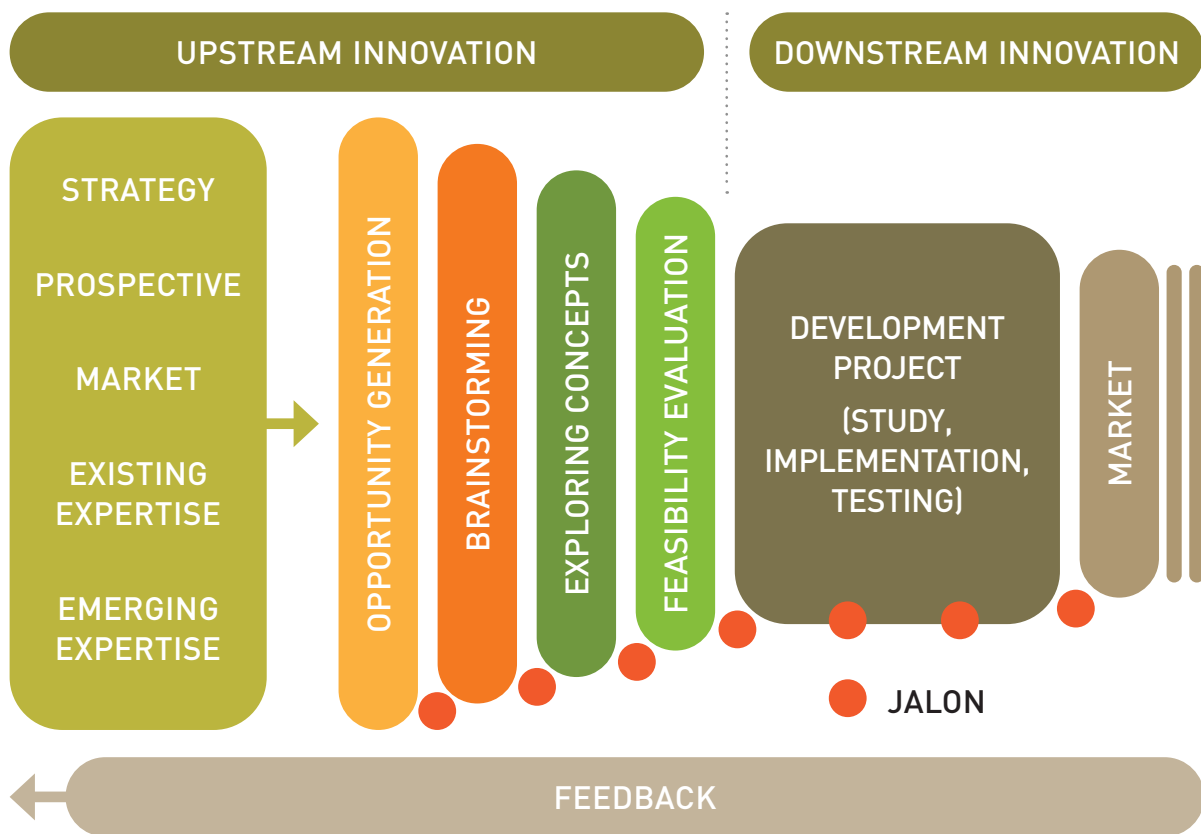 UPSTREAM INNOVATION
DOWNSTREAM INNOVATION
STRATEGY
PROSPECTIVE
MARKET
EXISTING
EXPERTISE
EMERGING
EXPERTISE
OPPORTUNITY GENERATION
BRAINSTORMING
EXPLORING CONCEPTS
FEASIBILITY EVALUATION
DEVELOPMENT
PROJECT
(STUDY,
IMPLEMENTATION,
TESTING)
MARKET
JALON
FEEDBACK